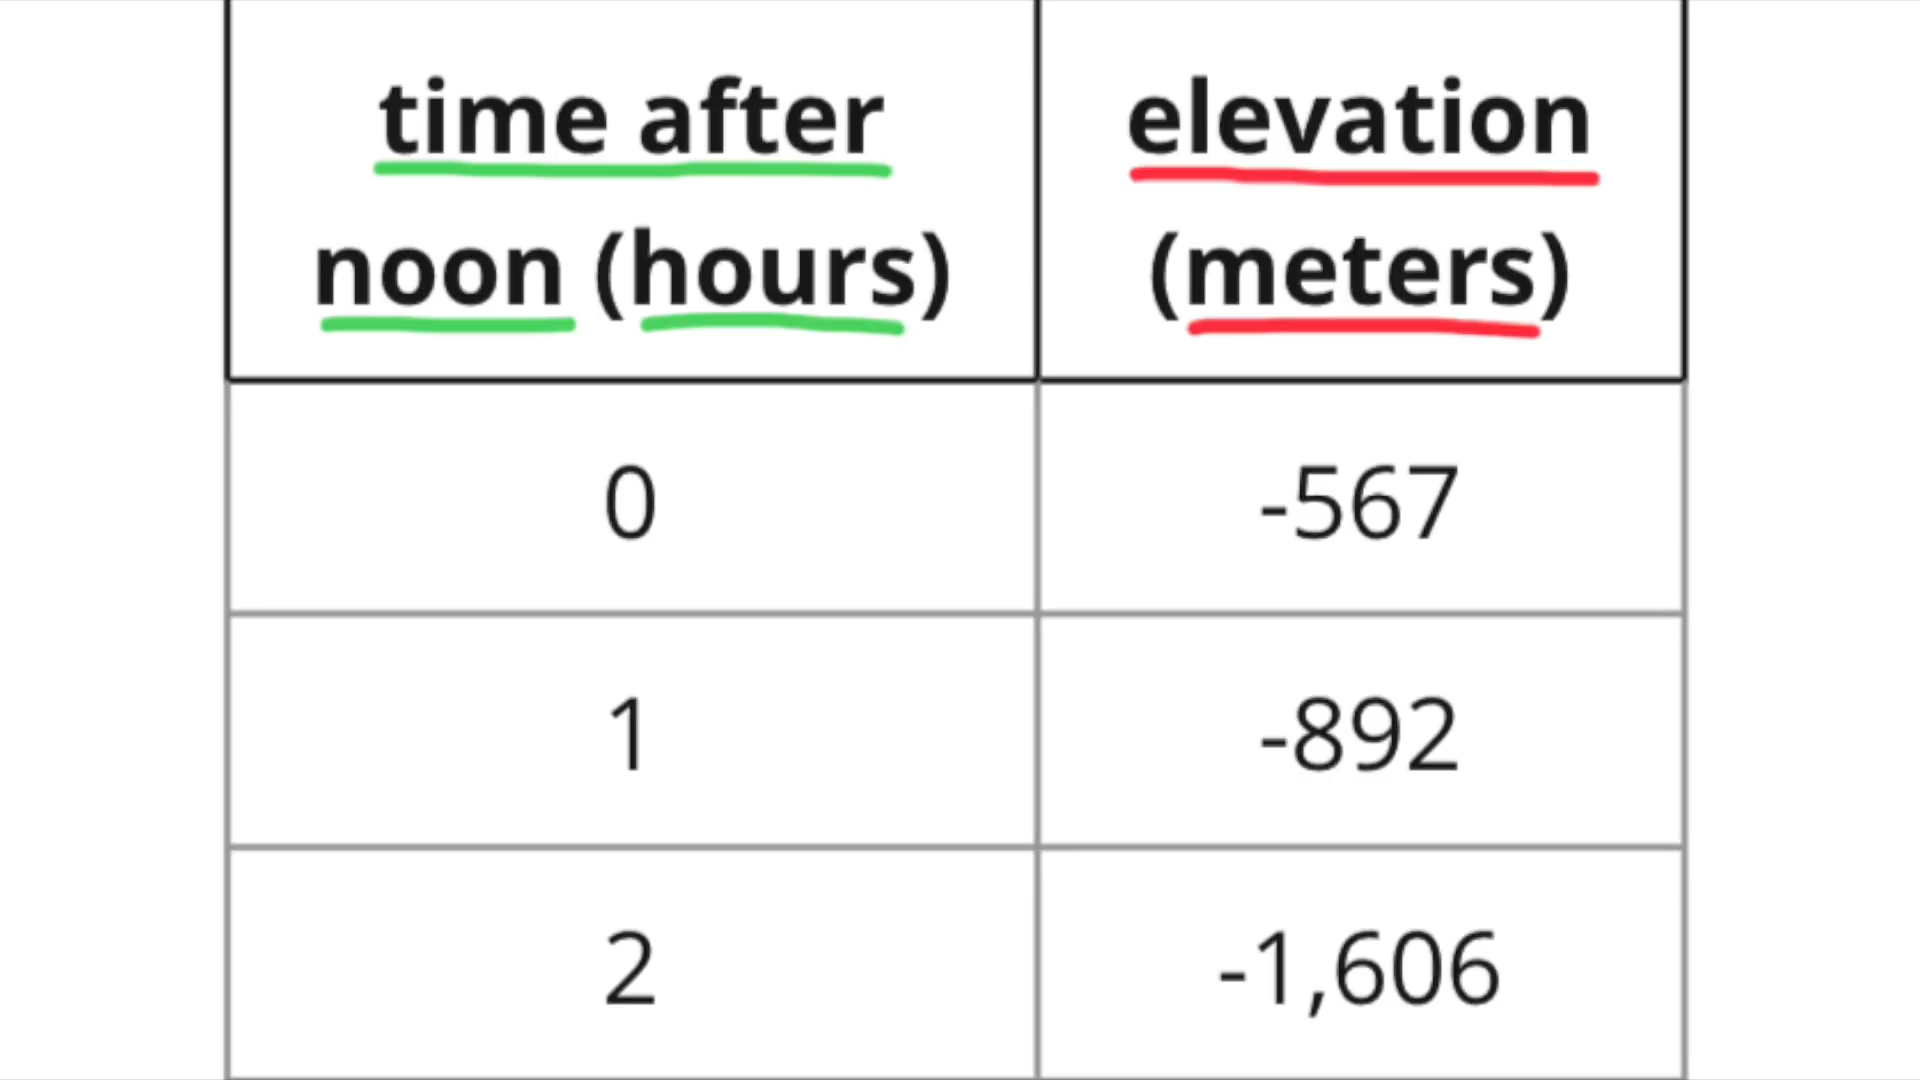 time after
noon (hours)
elevation
(meters)
0
-567
1
-892
2
-1,606